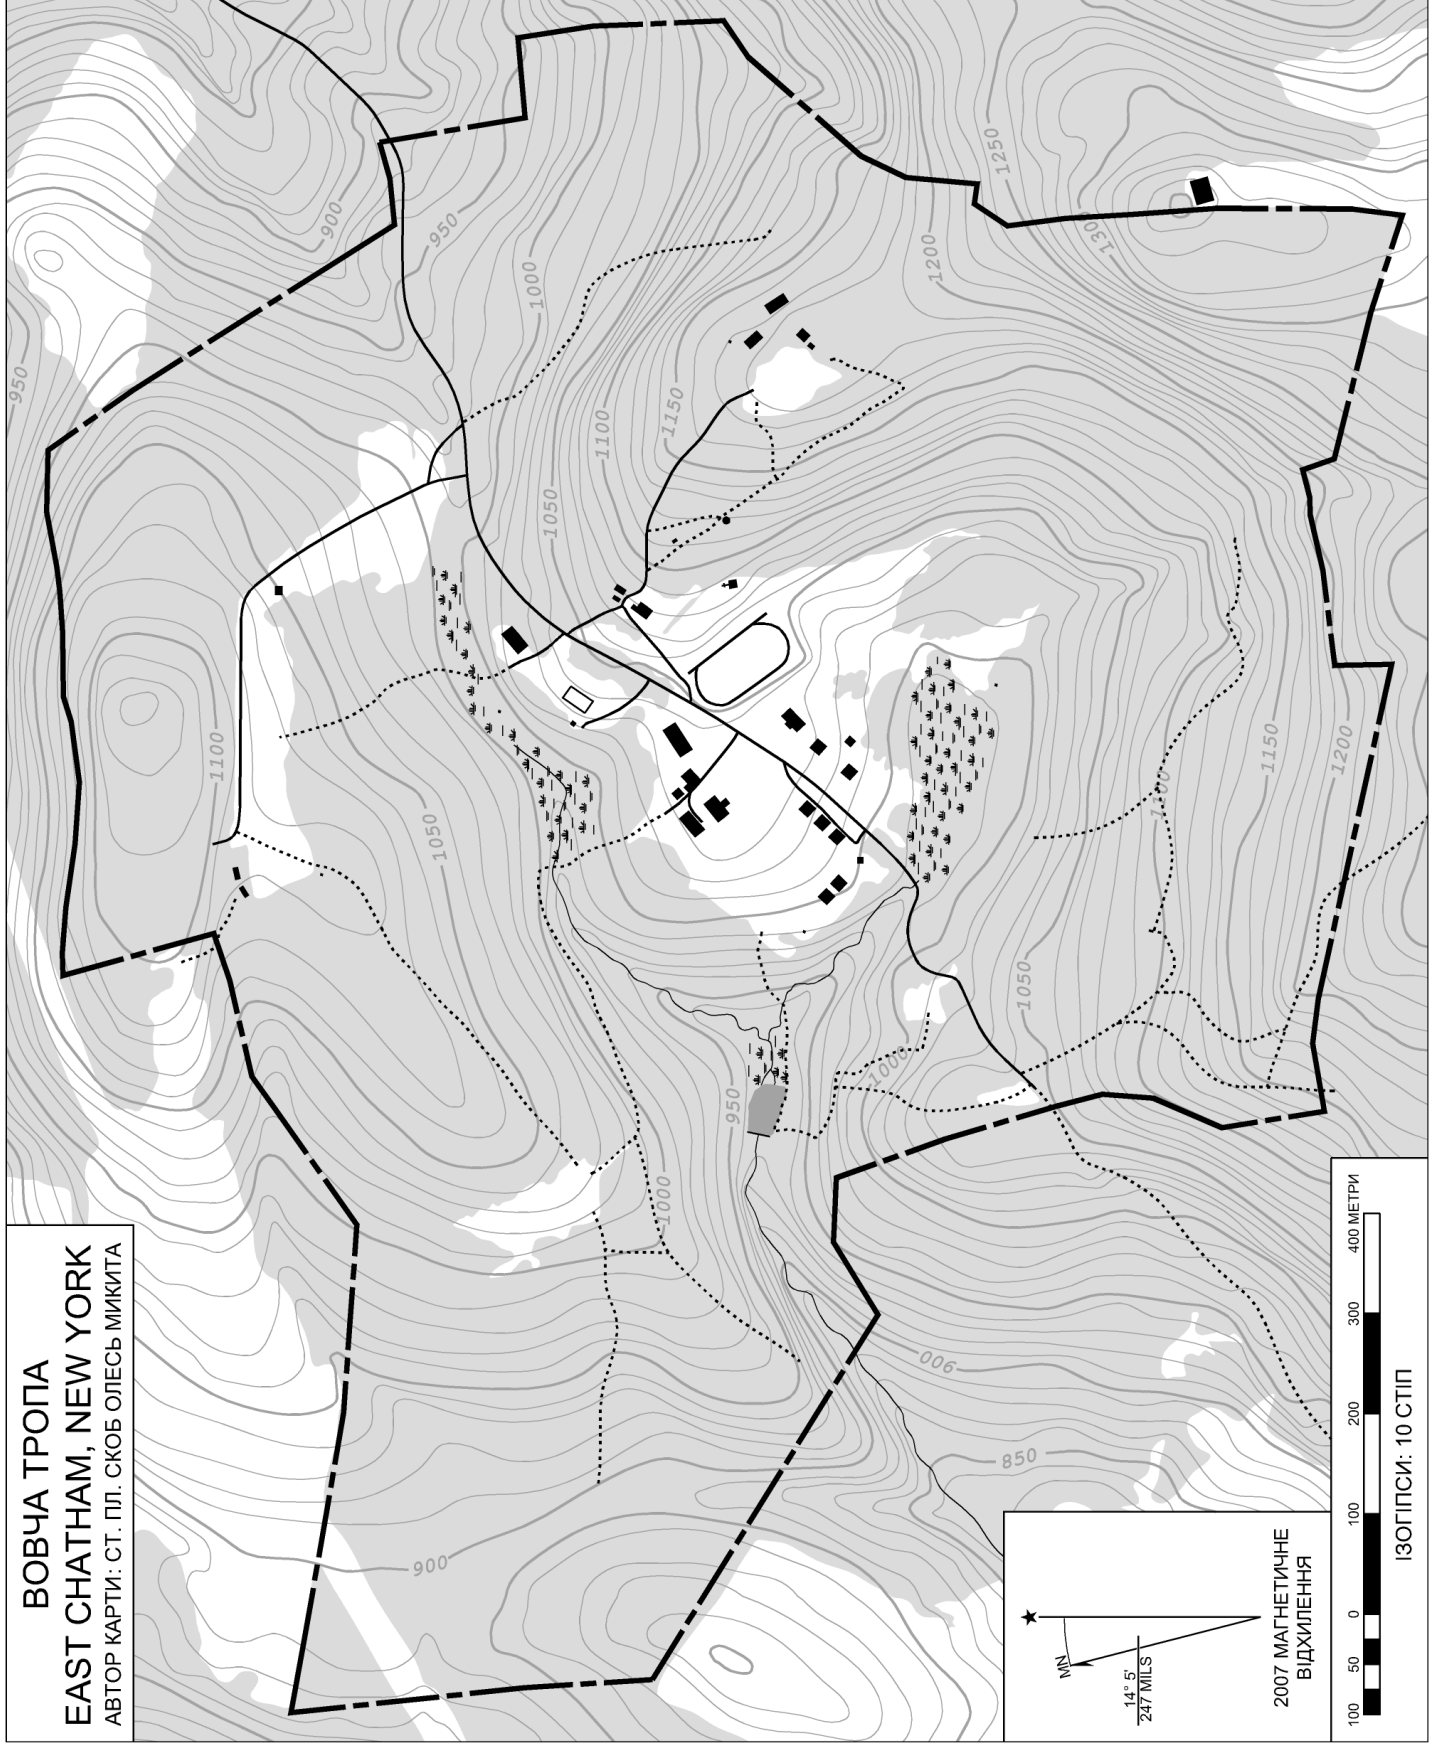 ВОВЧА ТРОПА
EAST CHATHAM, NEW YORK
АВТОР КАРТИ: СТ. ПЛ. СКОБ ОЛЕСЬ МИКИТА
950
900
950
1000
1250
1300
1200
1150
1100
1050
1100
1050
1100
1150
1200
1050
1000
950
1000
900
850
900
MN
14° 5'
247 MILS
2007 МАГНЕТИЧНЕ
ВІДХИЛЕННЯ
100 50 0 100 200 300 400 МЕТРИ
ІЗОГІПСИ: 10 СТІП